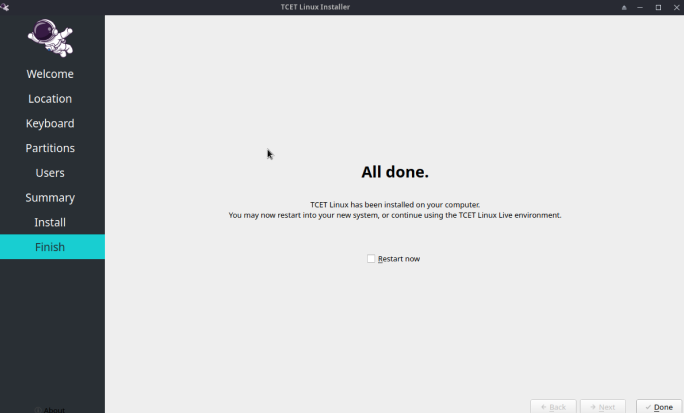 TCET Linux Installer
Welcome
Location
Keyboard
Partitions
Users
Summary
Install
Finish
All done.
TCET Linux has been installed on your computer.
You may now restart into your new system, or continue using the TCET Linux Live environment.
Restart now
About
Back
Next
Done